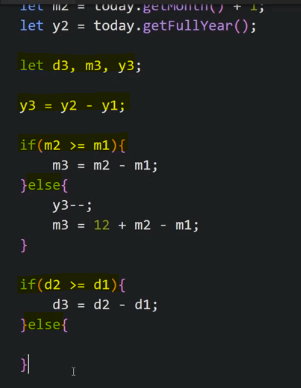 let m2 = today.getMonth() + 1;
let y2 = today.getFullYear();
let d3, m3, y3;
y3 = y2 - y1;
if(m2 >= m1){
m3 = m2 - m1;
}else{
y3--;
m3 = 12 + m2 - m1;
}
if(d2 >= d1){
d3 = d2 - d1;
}else{
}